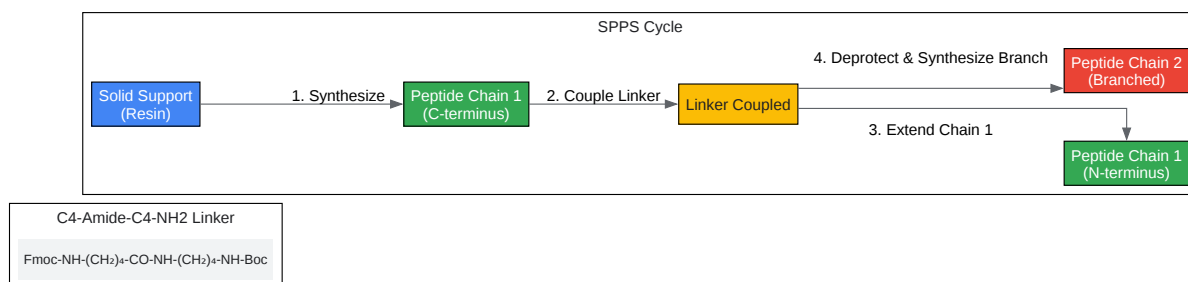 SPPS Cycle
4. Deprotect & Synthesize Branch
Peptide Chain 2
(Branched)
Solid Support
(Resin)
1. Synthesize
Peptide Chain 1
(C-terminus)
2. Couple Linker
Linker Coupled
3. Extend Chain 1
Peptide Chain 1
(N-terminus)
C4-Amide-C4-NH2 Linker
Fmoc-NH-(CH₂)₄-CO-NH-(CH₂)₄-NH-Boc